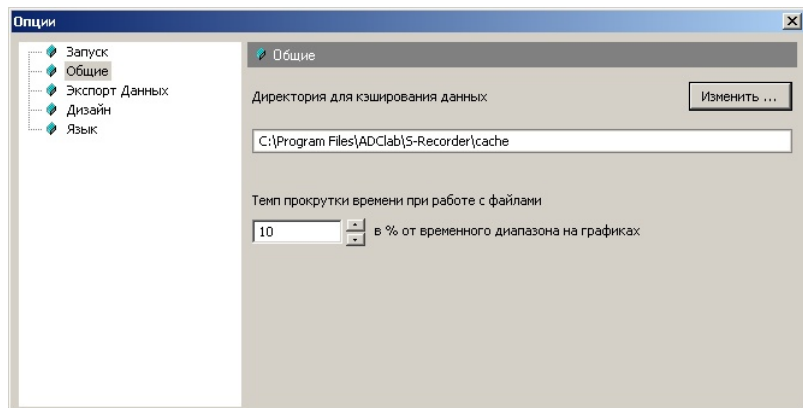 Опции
Запуск
Общие
Экспорт Данных
Дизайн
Язык
Общие
Директория для кэширования данных
Изменить ...
C:\Program Files\ADClab\S-Recorder\cache
Темп прокрутки времени при работе с файлами
10 в % от временного диапазона на графиках